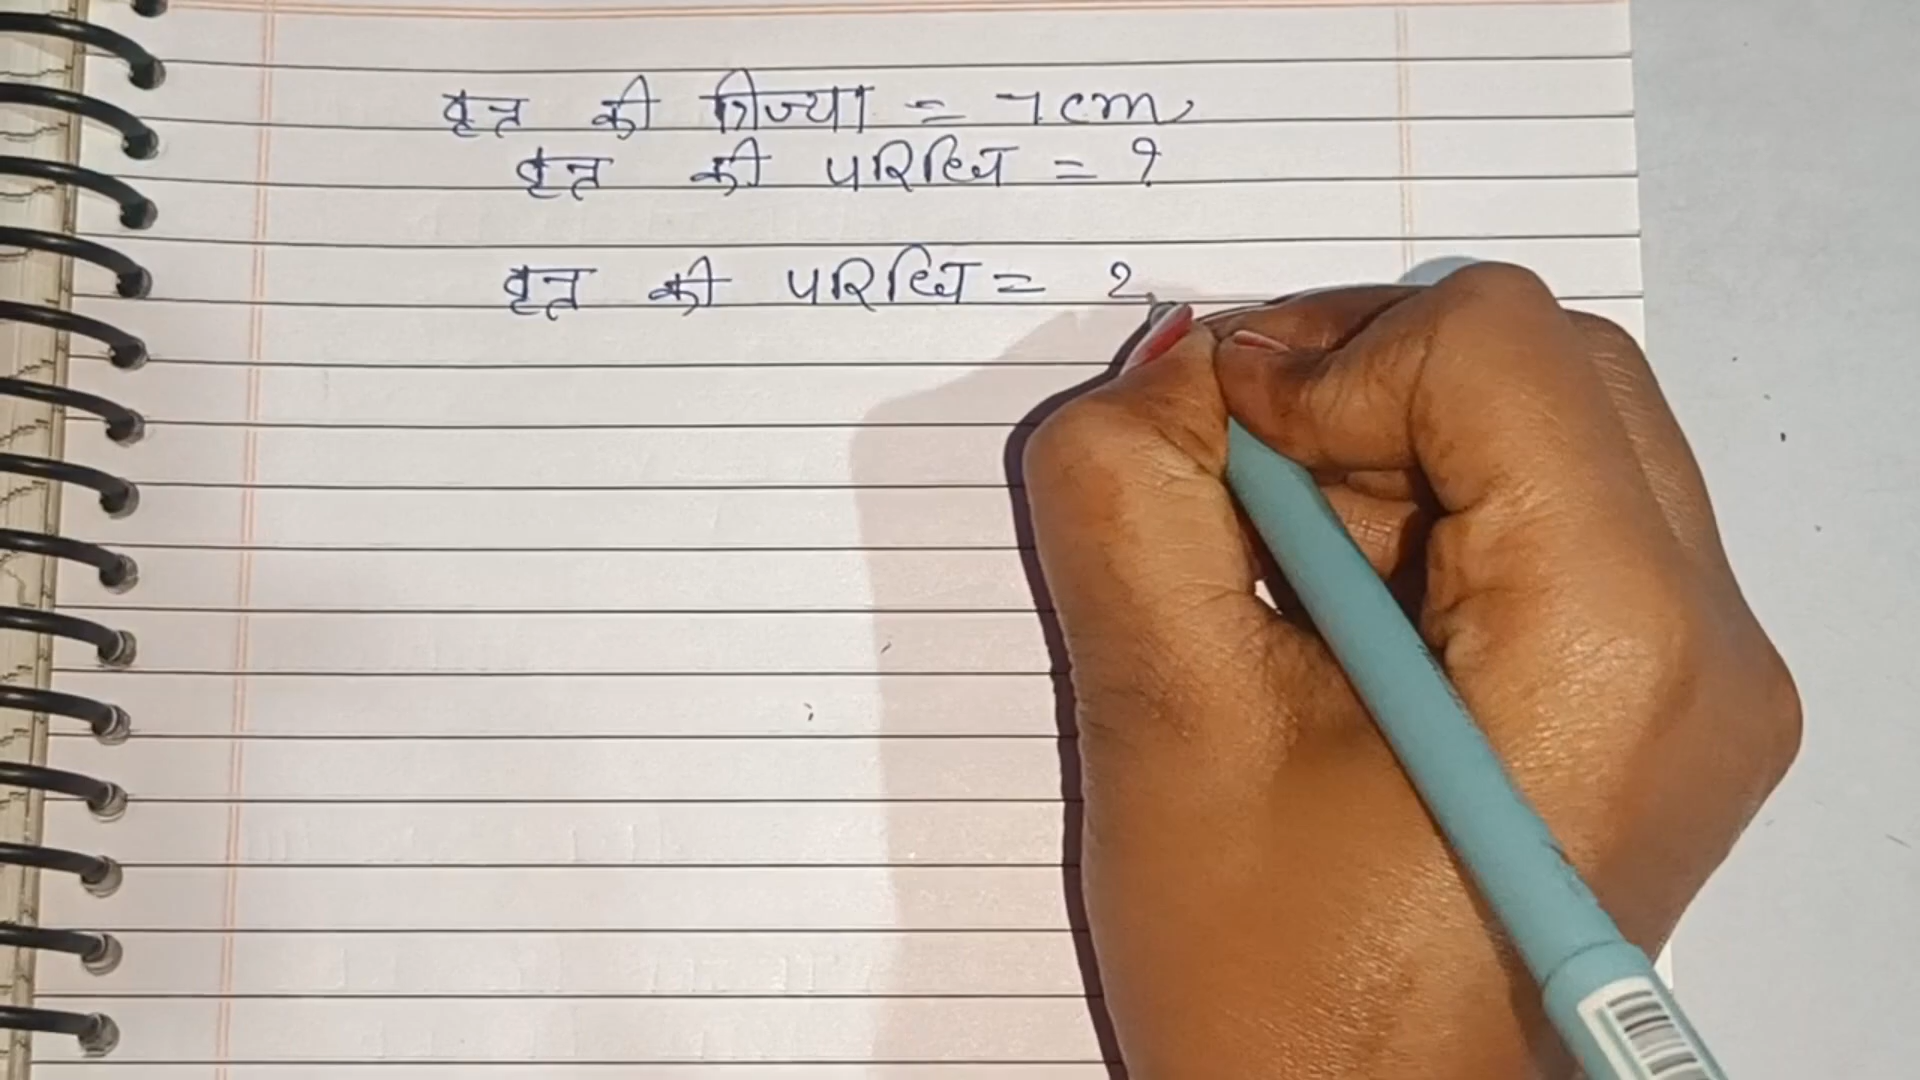 वृत्त की त्रिज्या = 7cm
वृत्त की परिधि = ?
वृत्त की परिधि = 2